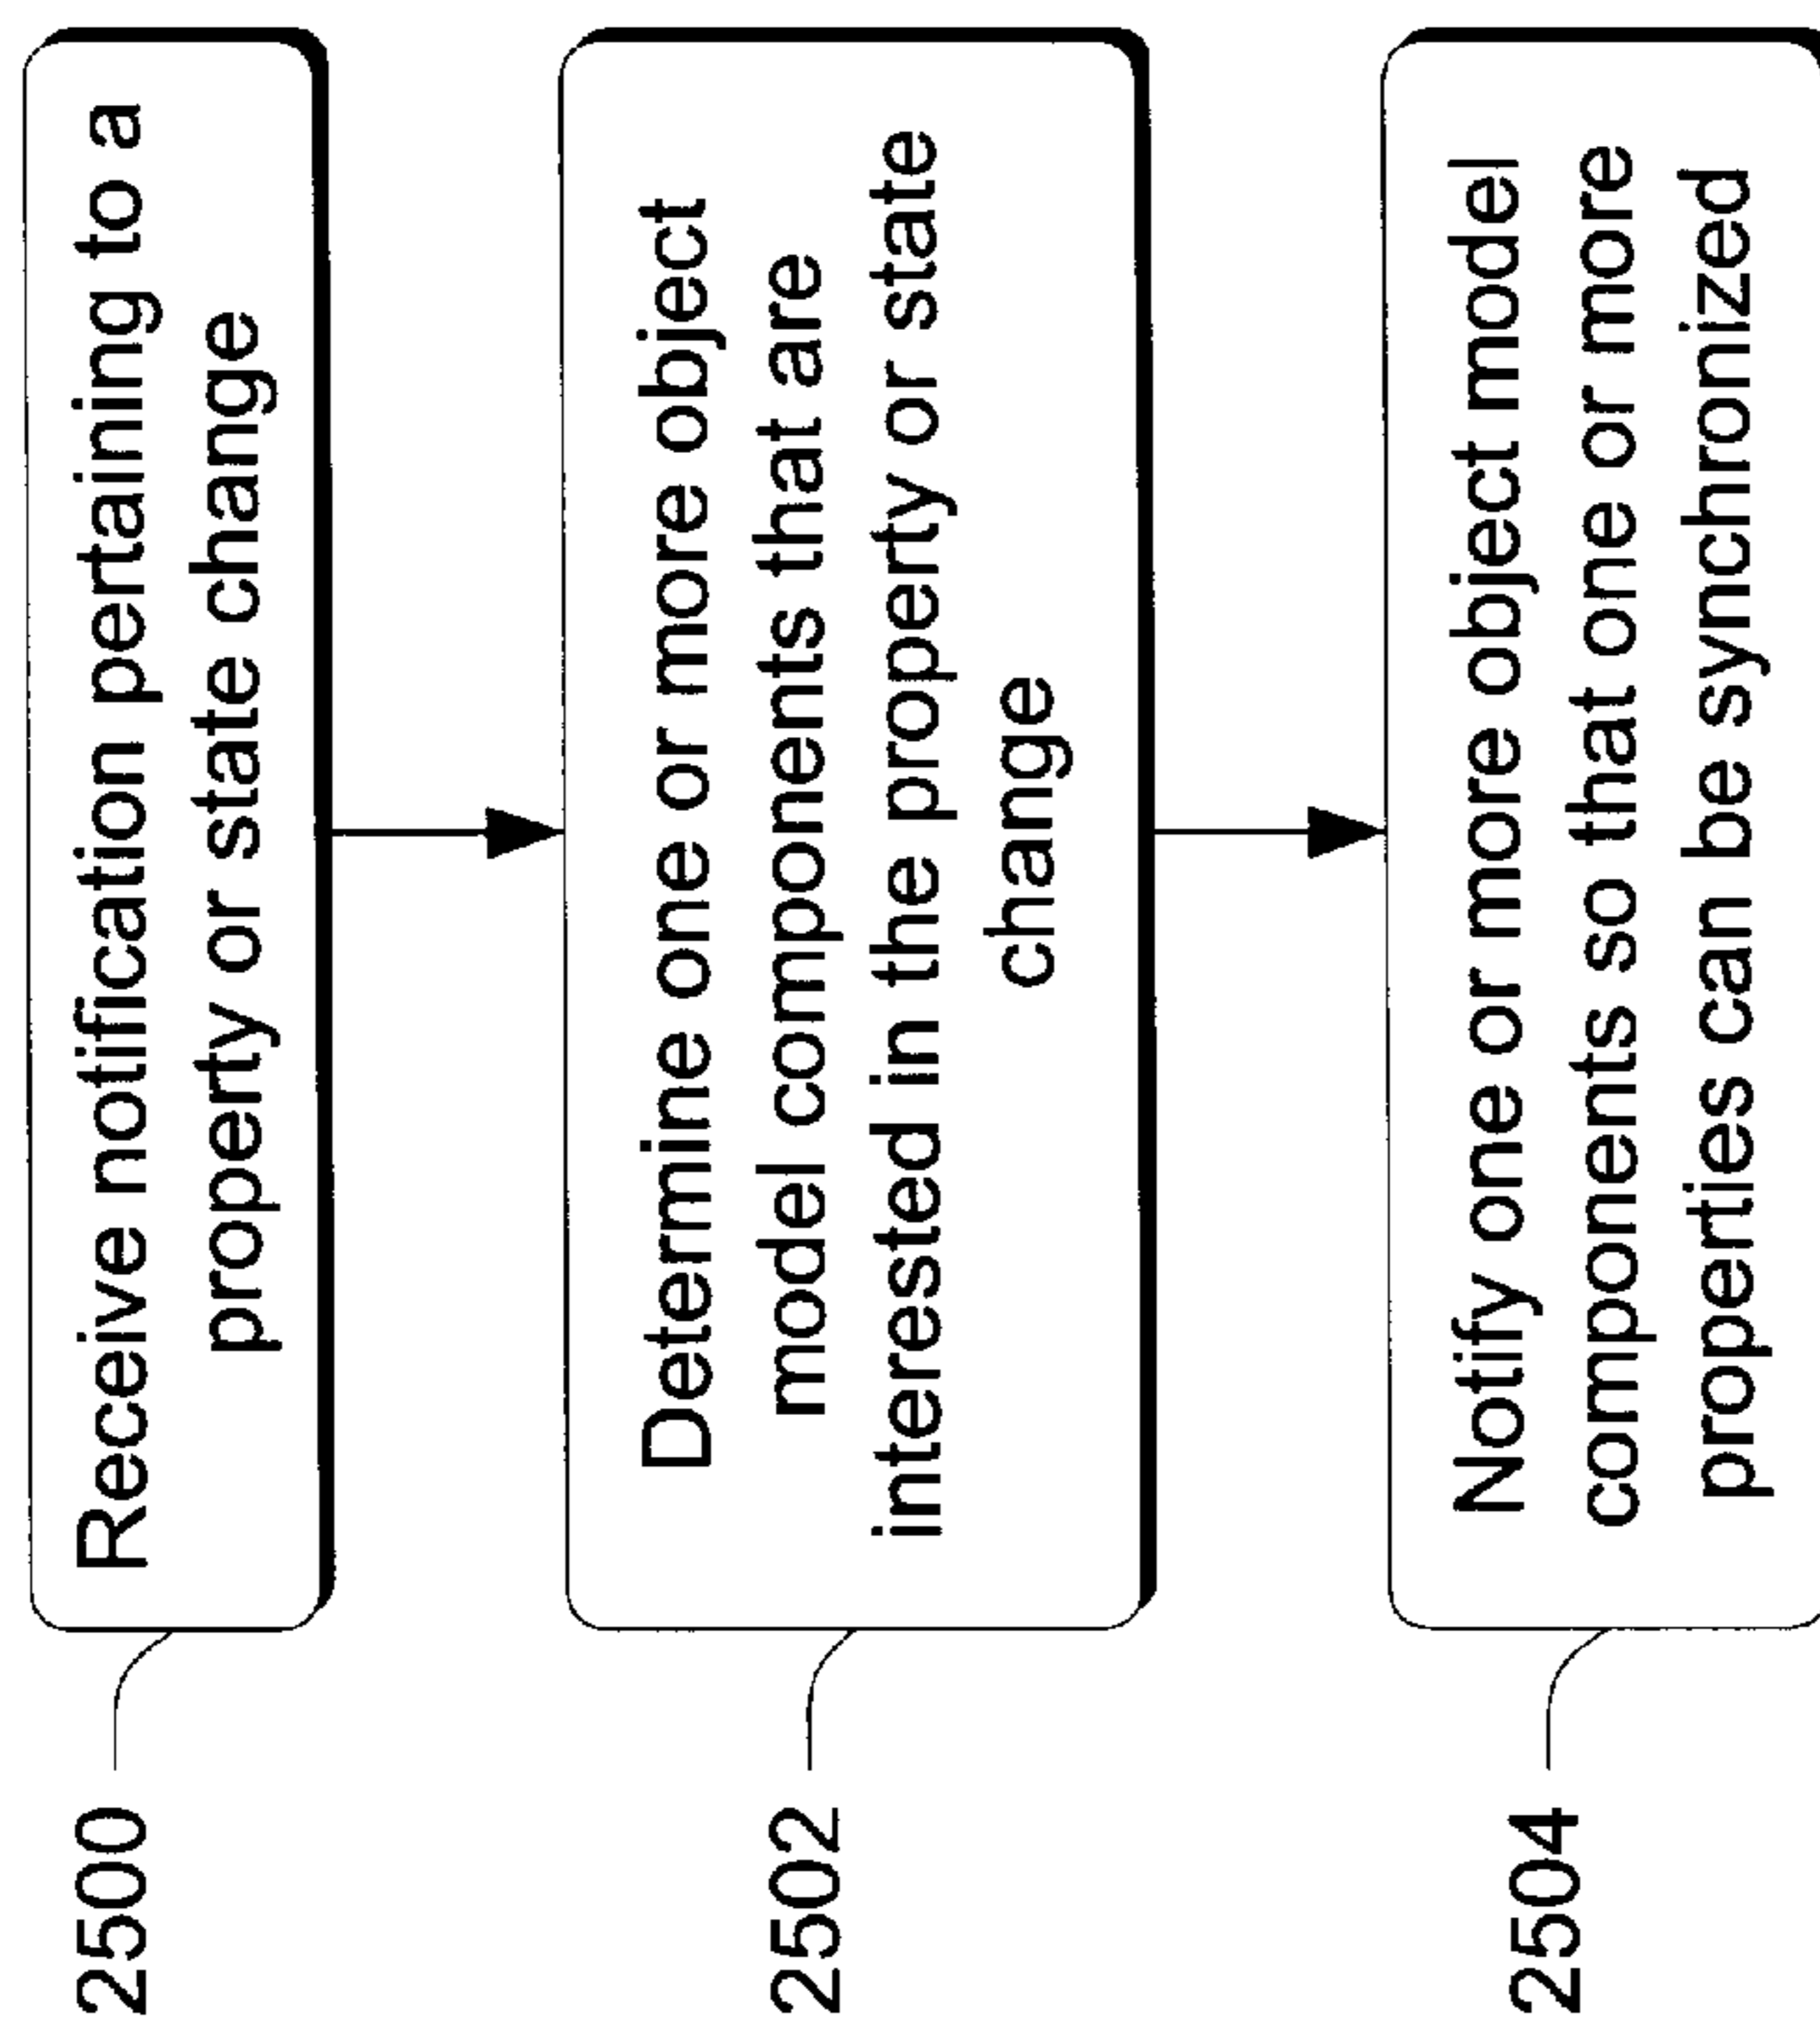 2500
Receive notification pertaining to a
property or state change
2502
Determine one or more object
model components that are
interested in the property or state
change
2504
Notify one or more object model
components so that one or more
properties can be synchronized